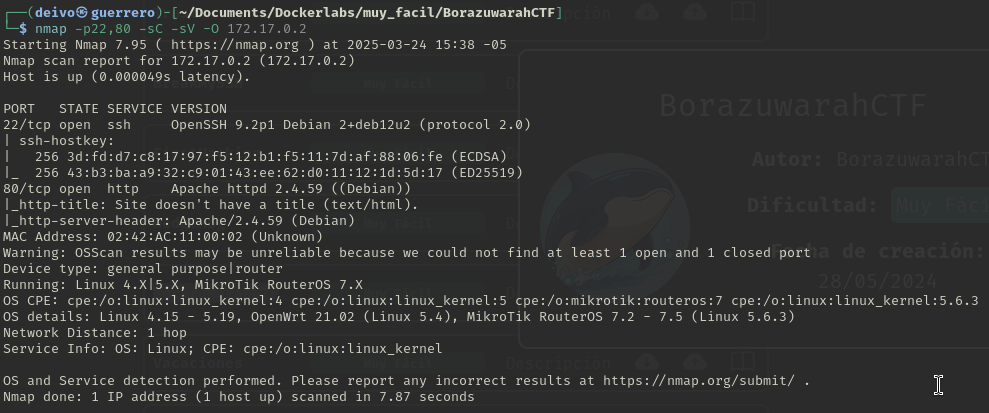 ┌──(deivo㉿guerrero)-[~/Documents/Dockerlabs/muy_facil/BorazuwarahCTF]
└─$ nmap -p22,80 -sC -sV -O 172.17.0.2
Starting Nmap 7.95 ( https://nmap.org ) at 2025-03-24 15:38 -05
Nmap scan report for 172.17.0.2 (172.17.0.2)
Host is up (0.000049s latency).
PORT   STATE SERVICE VERSION
22/tcp open  ssh     OpenSSH 9.2p1 Debian 2+deb12u2 (protocol 2.0)
| ssh-hostkey:
|   256 3d:fd:d7:c8:17:97:f5:12:b1:f5:11:7d:af:88:06:fe (ECDSA)
|_  256 43:b3:ba:a9:32:c9:01:43:ee:62:d0:11:12:1d:5d:17 (ED25519)
80/tcp open  http    Apache httpd 2.4.59 ((Debian))
|_http-title: Site doesn't have a title (text/html).
|_http-server-header: Apache/2.4.59 (Debian)
MAC Address: 02:42:AC:11:00:02 (Unknown)
Warning: OSScan results may be unreliable because we could not find at least 1 open and 1 closed port
Device type: general purpose|router
Running: Linux 4.X|5.X, MikroTik RouterOS 7.X
OS CPE: cpe:/o:linux:linux_kernel:4 cpe:/o:linux:linux_kernel:5 cpe:/o:mikrotik:routeros:7 cpe:/o:linux:linux_kernel:5.6.3
OS details: Linux 4.15 - 5.19, OpenWrt 21.02 (Linux 5.4), MikroTik RouterOS 7.2 - 7.5 (Linux 5.6.3)
Network Distance: 1 hop
Service Info: OS: Linux; CPE: cpe:/o:linux:linux_kernel
OS and Service detection performed. Please report any incorrect results at https://nmap.org/submit/ .
Nmap done: 1 IP address (1 host up) scanned in 7.87 seconds
BorazuwarahCTF
Autor: BorazuwarahCT
Dificultad: Muy Fáci
Fecha de creación:
28/05/2024
Muy Fácil
Vacaciones
Muy Fácil
Descripción